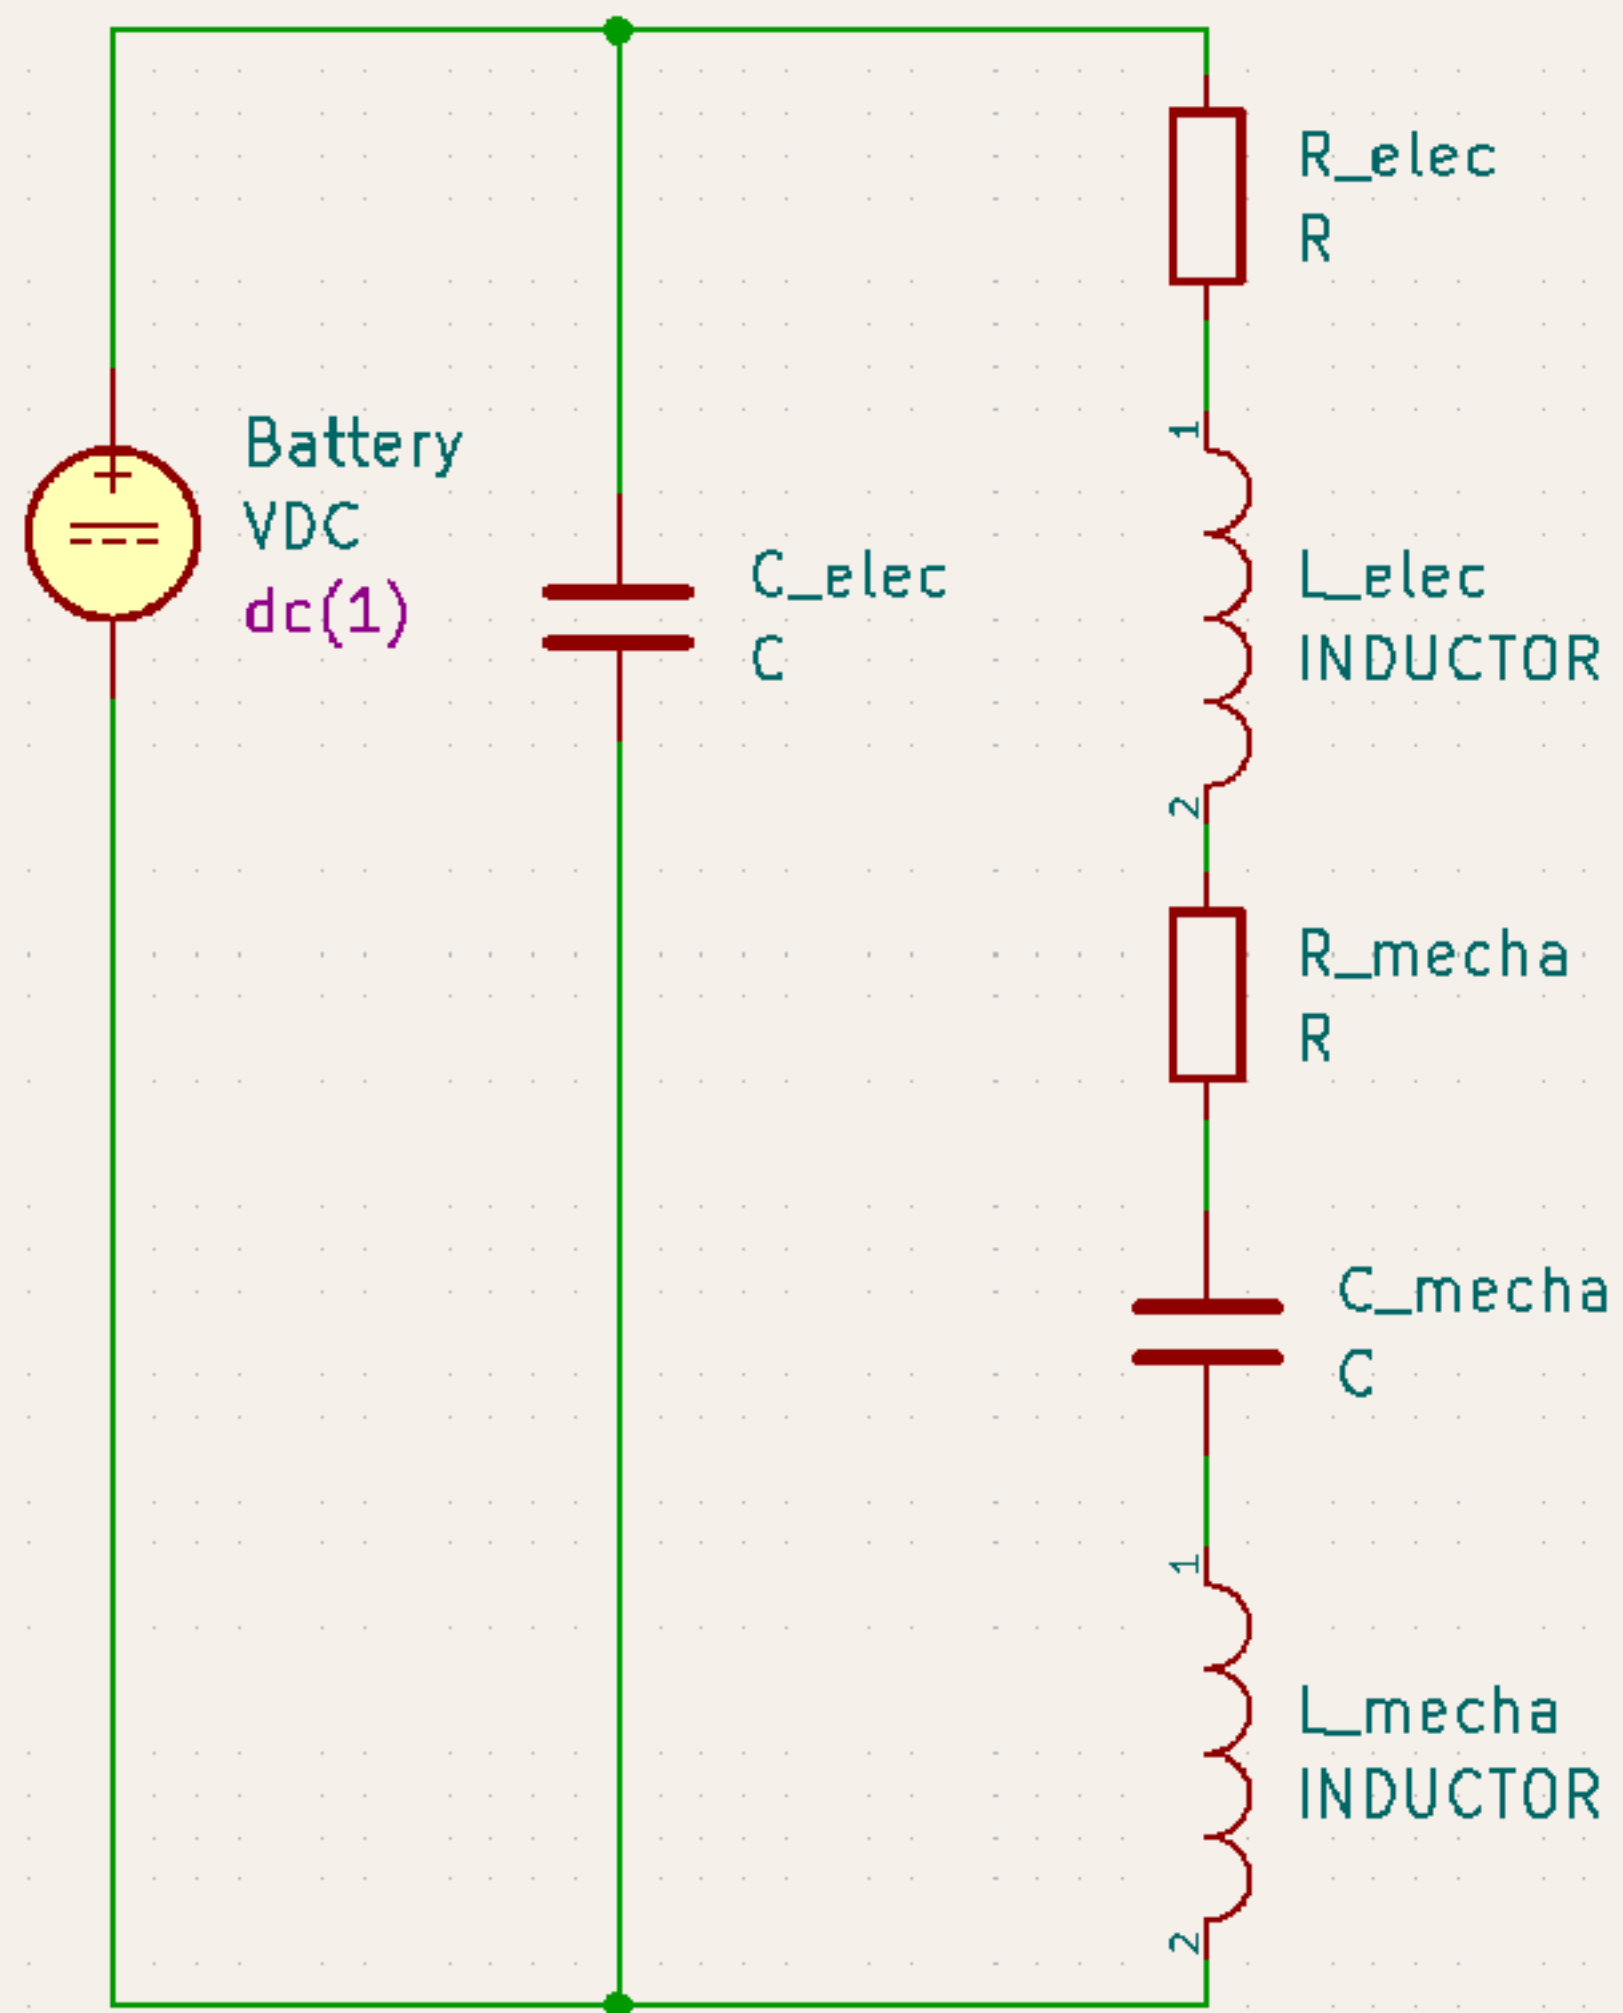 R_elec
R
1
Battery
VDC
dc(1)
C_elec
C
L_elec
INDUCTOR
2
R_mecha
R
C_mecha
C
1
L_mecha
INDUCTOR
2